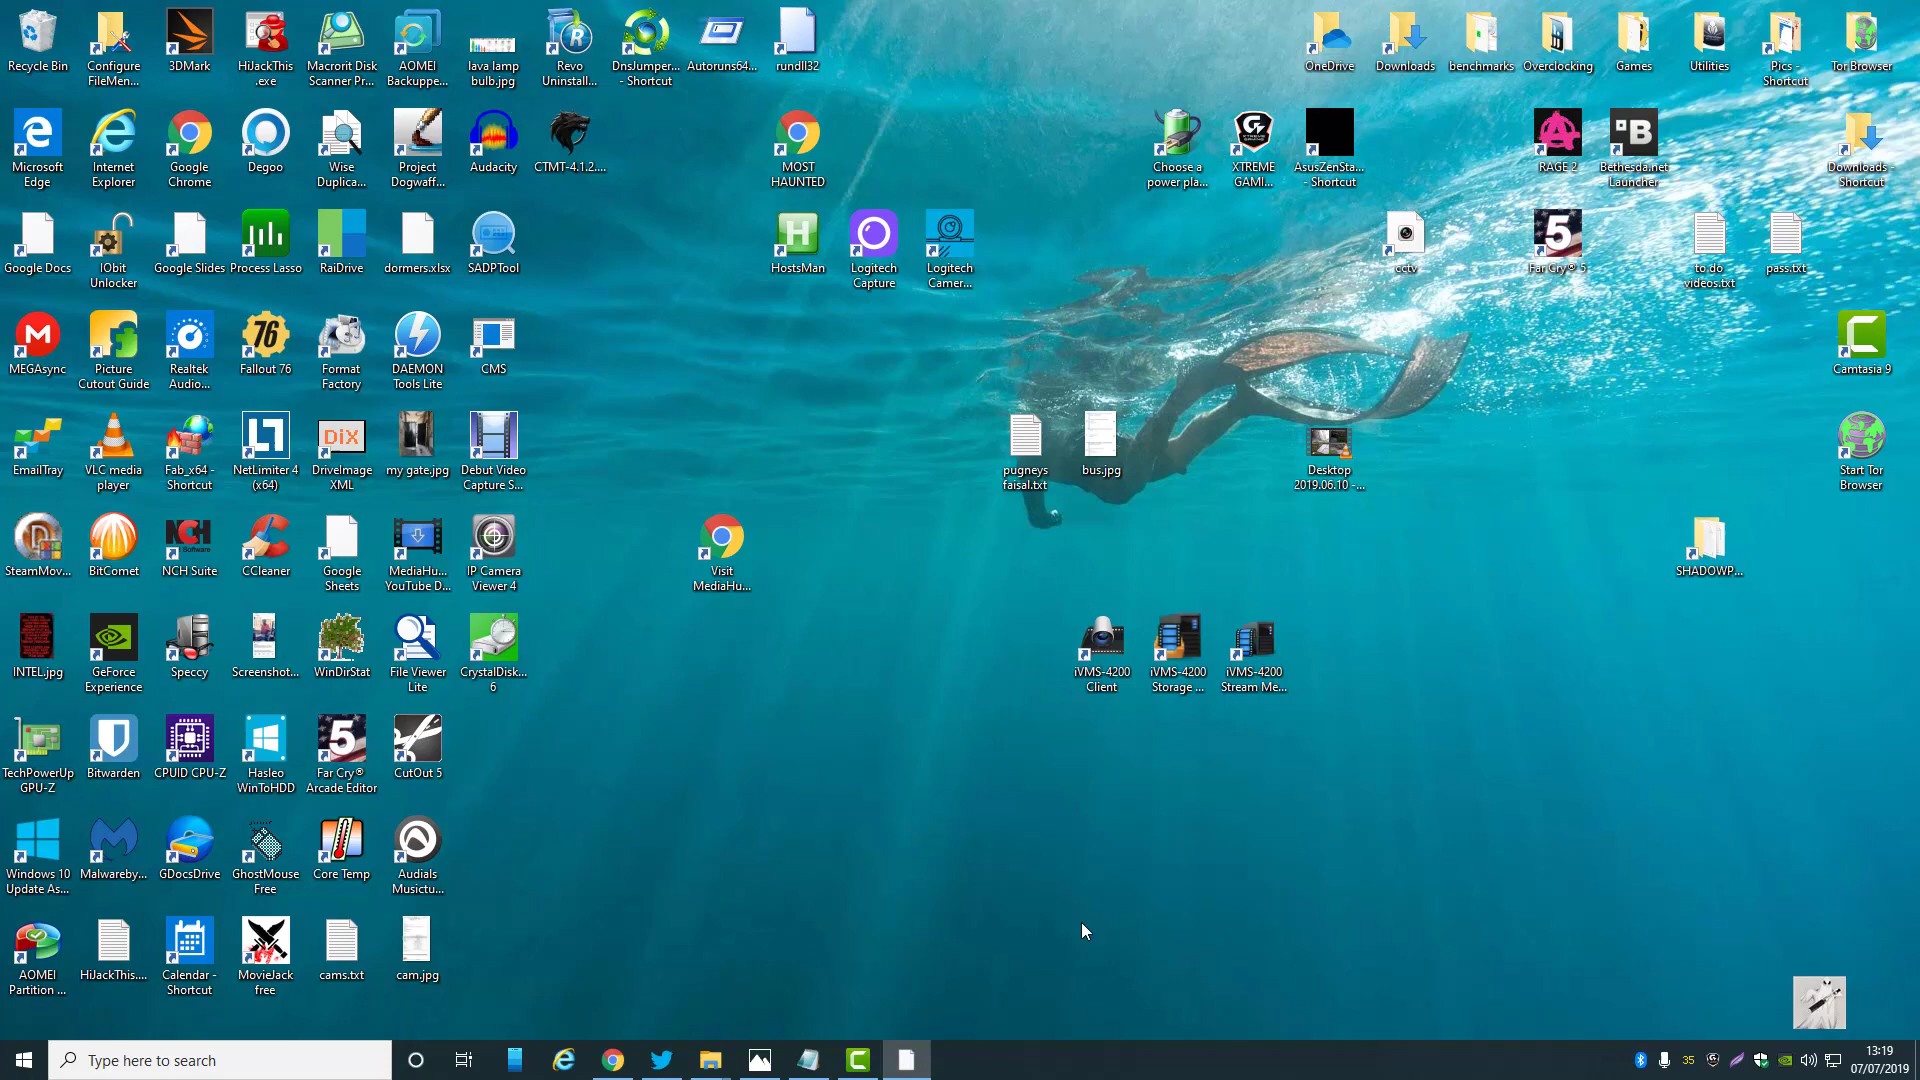 Recycle Bin
Configure
FileMen...
3DMark
HiJackThis
.exe
Macrorit Disk
Scanner Pr...
AOMEI
Backuppe...
lava lamp
bulb.jpg
Revo
Uninstall...
DnsJumper...
- Shortcut
Autoruns64...
rundll32
OneDrive
Downloads
benchmarks
Overclocking
Games
Utilities
Pics -
Shortcut
Tor Browser
Microsoft
Edge
Internet
Explorer
Google
Chrome
Degoo
Wise
Duplica...
Project
Dogwaff...
Audacity
CTMT-4.1.2....
MOST
HAUNTED
Choose a
power pla...
XTREME
GAMI...
AsusZenSta...
- Shortcut
RAGE 2
Bethesda.net
Launcher
Downloads -
Shortcut
Google Docs
IObit
Unlocker
Google Slides
Process Lasso
RaiDrive
dormers.xlsx
SADPTool
HostsMan
Logitech
Capture
Logitech
Camer...
cctv
Far Cry® 5
to do
videos.txt
pass.txt
MEGAsync
Picture
Cutout Guide
Realtek
Audio...
Fallout 76
Format
Factory
DAEMON
Tools Lite
CMS
Camtasia 9
EmailTray
VLC media
player
Fab_x64 -
Shortcut
NetLimiter 4
(x64)
DiX
DriveImage
XML
my gate.jpg
Debut Video
Capture S...
pugneys
faisal.txt
bus.jpg
Desktop
2019.06.10 -...
Start Tor
Browser
SteamMov...
BitComet
NCH
Software
NCH Suite
CCleaner
Google
Sheets
MediaHu...
YouTube D...
IP Camera
Viewer 4
Visit
MediaHu...
SHADOWP...
INTEL.jpg
GeForce
Experience
Speccy
Screenshot...
WinDirStat
File Viewer
Lite
CrystalDisk...
6
iVMS-4200
Client
iVMS-4200
Storage ...
iVMS-4200
Stream Me...
TechPowerUp
GPU-Z
Bitwarden
CPUID CPU-Z
Hasleo
WinToHDD
Far Cry®
Arcade Editor
CutOut 5
Windows 10
Update As...
Malwareby...
GDocsDrive
GhostMouse
Free
Core Temp
Audials
Musictu...
AOMEI
Partition ...
HiJackThis....
Calendar -
Shortcut
MovieJack
free
cams.txt
cam.jpg
Type here to search
35
13:19
07/07/2019